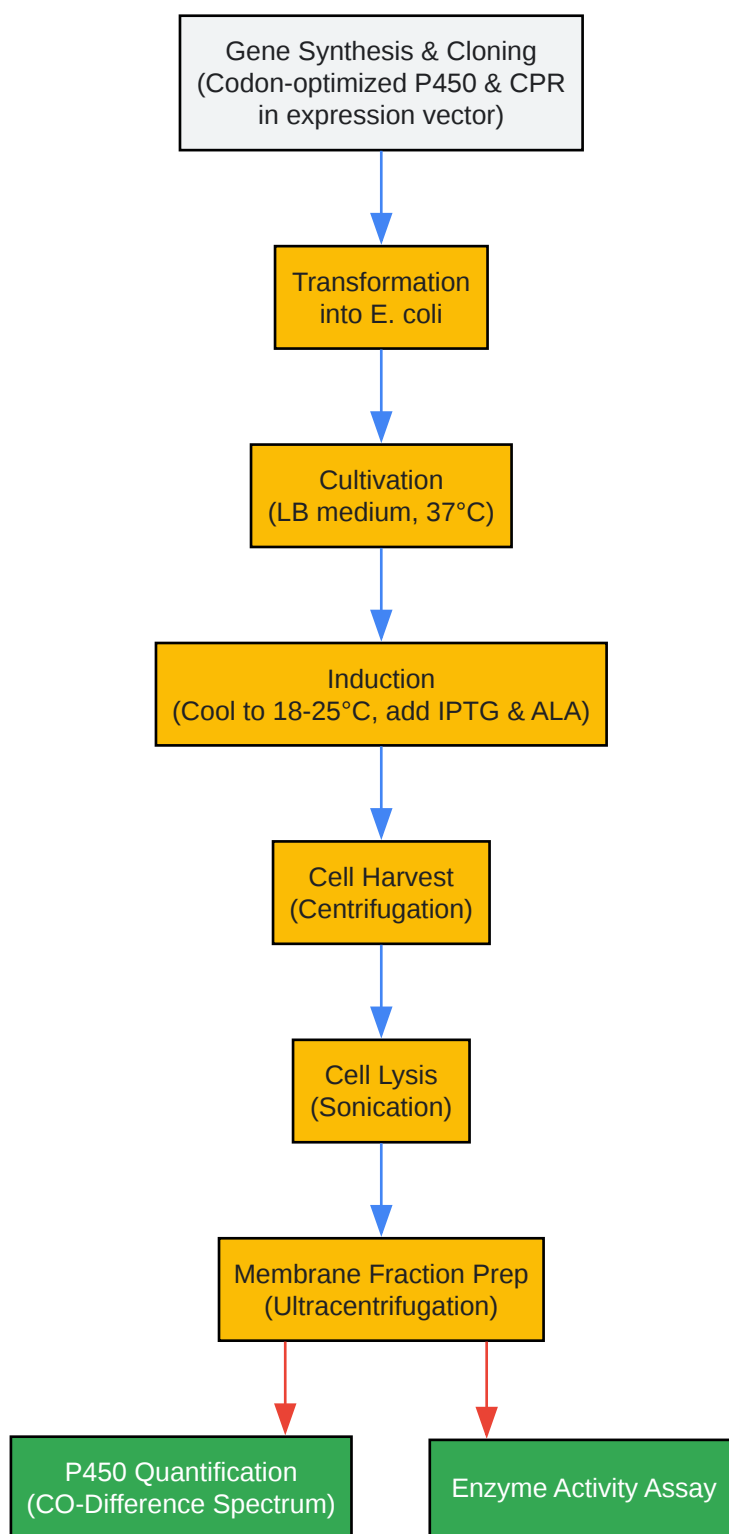 Gene Synthesis & Cloning
(Codon-optimized P450 & CPR
in expression vector)
Transformation
into E. coli
Cultivation
(LB medium, 37°C)
Induction
(Cool to 18-25°C, add IPTG & ALA)
Cell Harvest
(Centrifugation)
Cell Lysis
(Sonication)
Membrane Fraction Prep
(Ultracentrifugation)
P450 Quantification
(CO-Difference Spectrum)
Enzyme Activity Assay